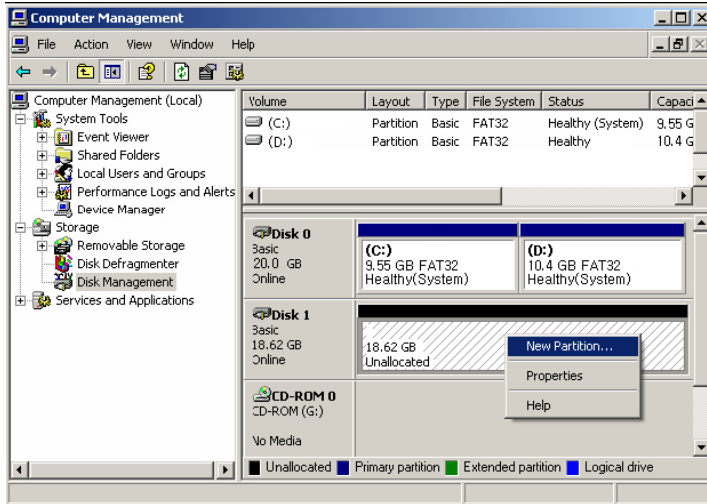 Computer Management
File Action View Window Help
Computer Management (Local)
System Tools
Event Viewer
Shared Folders
Local Users and Groups
Performance Logs and Alerts
Device Manager
Storage
Removable Storage
Disk Defragmenter
Disk Management
Services and Applications
Volume Layout Type File System Status Capaci
(C:) Partition Basic FAT32 Healthy (System) 9.55 G
(D:) Partition Basic FAT32 Healthy 10.4 G
Disk 0
Basic
20.0 GB
Online
(C:)
9.55 GB FAT32
Healthy(System)
(D:)
10.4 GB FAT32
Healthy(System)
Disk 1
Basic
18.62 GB
Online
18.62 GB
Unallocated
New Partition...
Properties
Help
CD-ROM 0
CD-ROM (G:)
No Media
Unallocated Primary partition Extended partition Logical drive